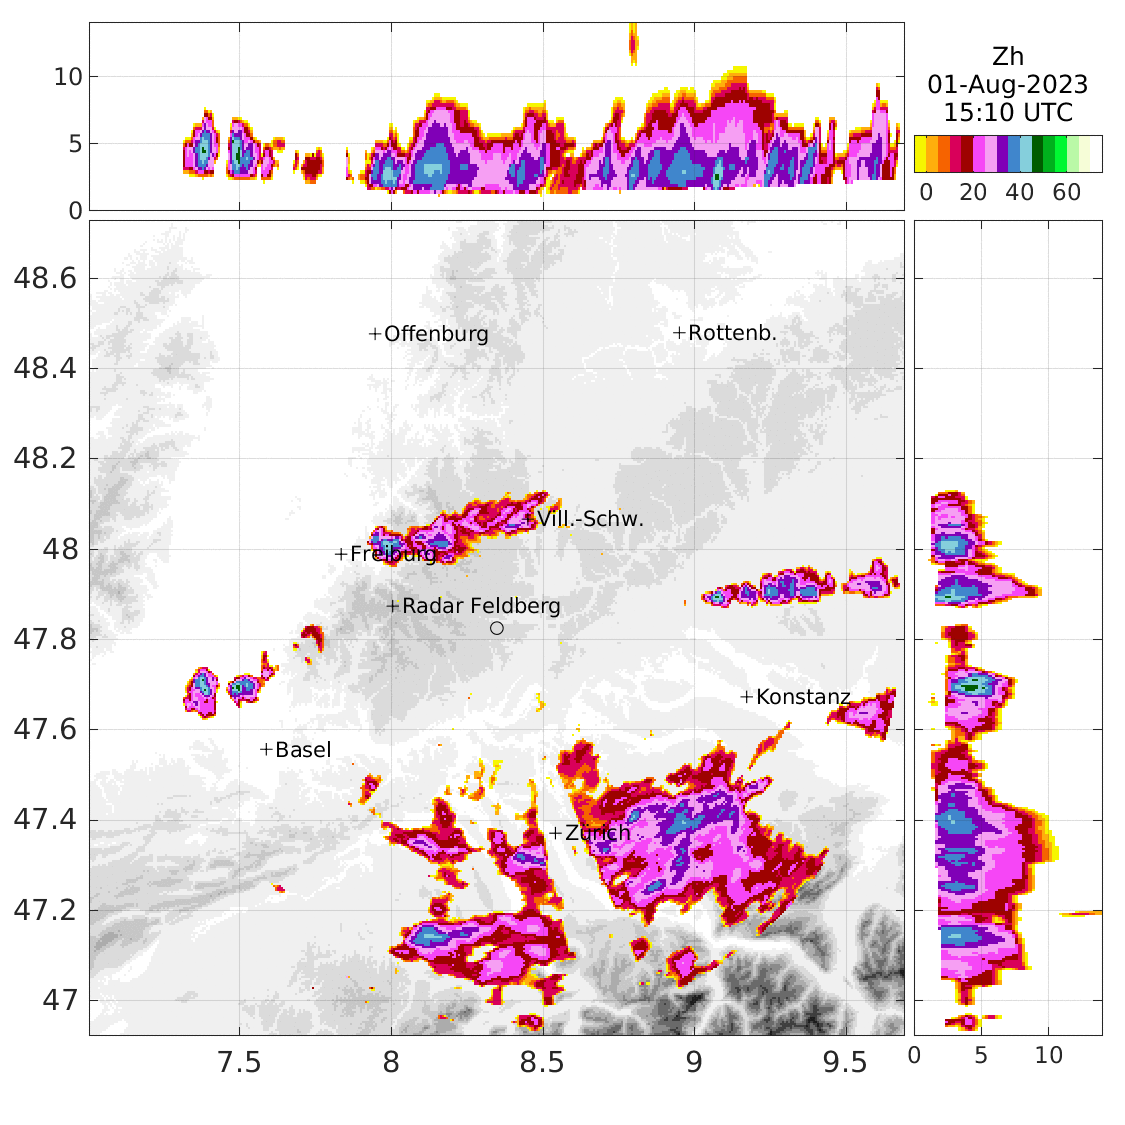 10
5
0
Zh
01-Aug-2023
15:10 UTC
0 20 40 60
48.6
48.4
48.2
48
47.8
47.6
47.4
47.2
47
+Offenburg
+Rottenb.
+Vill.-Schw.
+Freiburg
+Radar Feldberg
+Konstanz
+Basel
+Zürich
7.5 8 8.5 9 9.5
0 5 10